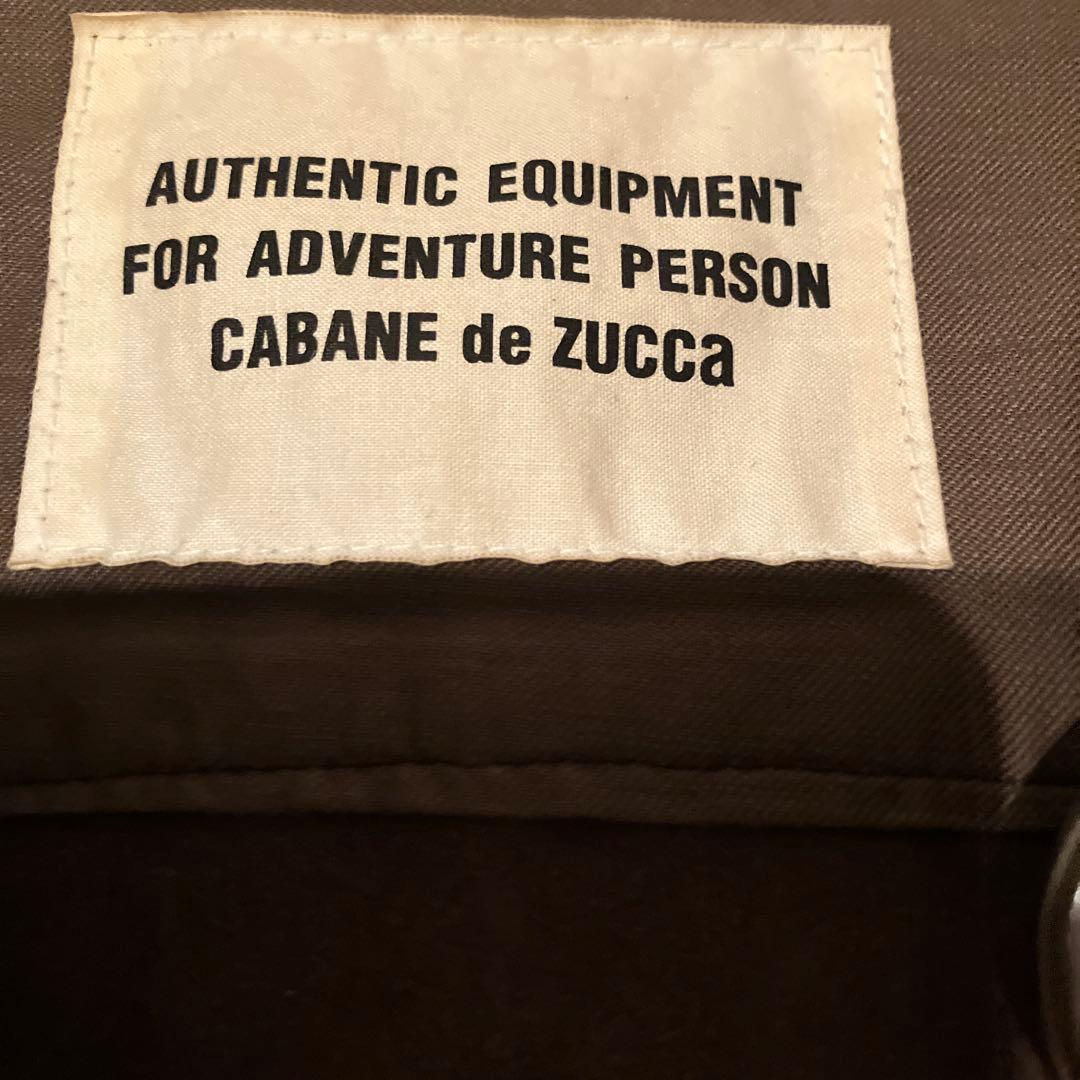 AUTHENTIC EQUIPMENT
FOR ADVENTURE PERSON
CABANE de ZUCCa